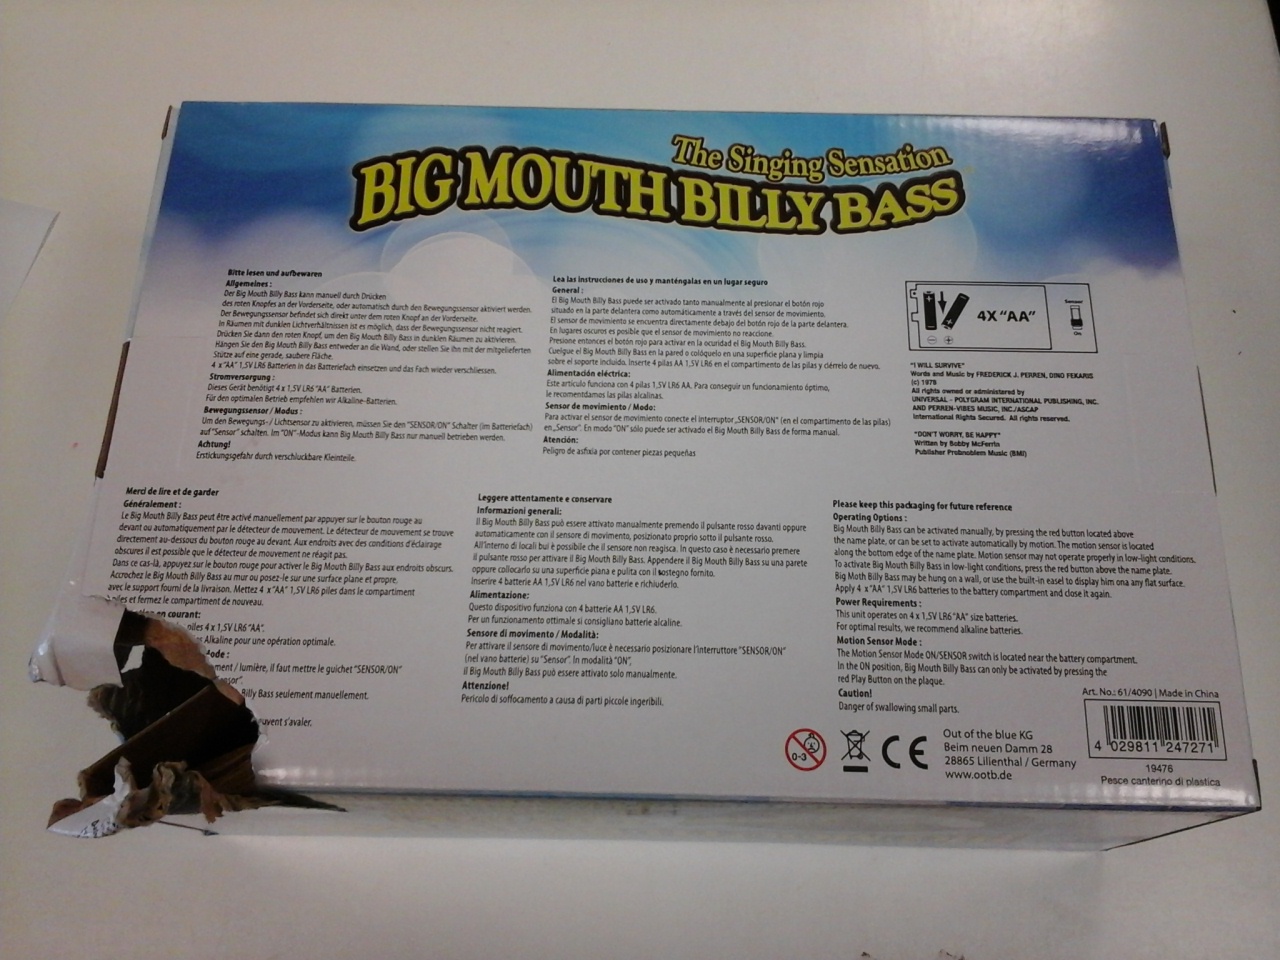 The Singing Sensation
BIG MOUTH BILLY BASS
Bitte lesen und aufbewaren
Allgemeines :
Der Big Mouth Billy Bass kann manuell durch Drücken
des roten Knopfes an der Vorderseite, oder automatisch durch den Bewegungssensor aktiviert werden.
Der Bewegungssensor befindet sich direkt unter dem roten Knopf an der Vorderseite.
In Räumen mit dunklen Lichtverhältnissen ist es möglich, dass der Bewegungssensor nicht reagiert.
Drücken Sie dann den roten Knopf, um den Big Mouth Billy Bass in dunklen Räumen zu aktivieren.
Hängen Sie den Big Mouth Billy Bass entweder an die Wand, oder stellen Sie ihn mit der mitgelieferten
Stütze auf eine gerade, saubere Fläche.
4 x"AA" 1,5V LR6 Batterien in das Batteriefach einsetzen und das Fach wieder verschliessen.
Stromversorgung :
Dieses Gerät benötigt 4 x 1,5V LR6 "AA" Batterien.
Für den optimalen Betrieb empfehlen wir Alkaline-Batterien.
Bewegungssensor / Modus :
Um den Bewegungs- / Lichtsensor zu aktivieren, müssen Sie den "SENSOR/ON" Schalter (im Batteriefach)
auf "Sensor" schalten. Im "ON"-Modus kann Big Mouth Billy Bass nur manuell betrieben werden.
Achtung!
Erstickungsgefahr durch verschluckbare Kleinteile.
Lea las instrucciones de uso y manténgalas en un lugar seguro
General :
El Big Mouth Billy Bass puede ser activado tanto manualmente al presionar el botón rojo
situado en la parte delantera como automáticamente a través del sensor de movimiento.
El sensor de movimiento se encuentra directamente debajo del botón rojo de la parte delantera.
En lugares oscuros es posible que el sensor de movimiento no reaccione.
Presione entonces el botón rojo para activar en la ocuridad el Big Mouth Billy Bass.
Cuelgue el Big Mouth Billy Bass en la pared o colóquelo en una superficie plana y limpia
sobre el soporte incluido. Inserte 4 pilas AA 1,5V LR6 en el compartimento de las pilas y ciérrelo de nuevo.
Alimentación eléctrica:
Este artículo funciona con 4 pilas 1,5V LR6 AA. Para conseguir un funcionamiento óptimo,
le recomendamos las pilas alcalinas.
Sensor de movimiento / Modo:
Para activar el sensor de movimiento conecte el interruptor „SENSOR/ON" (en el compartimento de las pilas)
en „Sensor". En modo "ON" sólo puede ser activado el Big Mouth Billy Bass de forma manual.
Atención:
Peligro de asfixia por contener piezas pequeñas
4X "AA"
Sensor
On
"I WILL SURVIVE"
Words and Music by FREDERICK J. PERREN, DINO FEKARIS
(c) 1978
All rights owned or administered by
UNIVERSAL - POLYGRAM INTERNATIONAL PUBLISHING, INC.
AND PERREN-VIBES MUSIC, INC./ASCAP
International Rights Secured. All rights reserved.
"DON'T WORRY, BE HAPPY"
Written by Bobby McFerrin
Publisher Probnoblem Music (BMI)
Merci de lire et de garder
Généralement :
Le Big Mouth Billy Bass peut être activé manuellement par appuyer sur le bouton rouge au
devant ou automatiquement par le détecteur de mouvement. Le détecteur de mouvement se trouve
directement au-dessous du bouton rouge au devant. Aux endroits avec des conditions d'éclairage
obscures il est possible que le détecteur de mouvement ne réagit pas.
Dans ce cas-là, appuyez sur le bouton rouge pour activer le Big Mouth Billy Bass aux endroits obscurs.
Accrochez le Big Mouth Billy Bass au mur ou posez-le sur une surface plane et propre.
avec le support fourni de la livraison. Mettez 4 x "AA" 1,5V LR6 piles dans le compartiment
piles et fermez le compartiment de nouveau.
en courant:
piles 4 x 1,5V LR6 "AA".
Alkaline pour une opération optimale.
ode :
ment / lumière, il faut mettre le guichet "SENSOR/ON"
ensor".
Billy Bass seulement manuellement.
uvent s'avaler.
Leggere attentamente e conservare
Informazioni generali:
Il Big Mouth Billy Bass può essere attivato manualmente premendo il pulsante rosso davanti oppure
automaticamente con il sensore di movimento, posizionato proprio sotto il pulsante rosso.
All'interno di locali bui è possibile che il sensore non reagisca. In questo caso è necessario premere
il pulsante rosso per attivare il Big Mouth Billy Bass. Appendere il Big Mouth Billy Bass su una parete
oppure collocarlo su una superficie piana e pulita con il sostegno fornito.
Inserire 4 batterie AA 1,5V LR6 nel vano batterie e richiuderlo.
Alimentazione:
Questo dispositivo funziona con 4 batterie AA 1,5V LR6.
Per un funzionamento ottimale si consigliano batterie alcaline.
Sensore di movimento / Modalità:
Per attivare il sensore di movimento/luce è necessario posizionare l'interruttore "SENSOR/ON"
(nel vano batterie) su "Sensor". In modalità "ON",
il Big Mouth Billy Bass può essere attivato solo manualmente.
Attenzione!
Pericolo di soffocamento a causa di parti piccole ingeribili.
Please keep this packaging for future reference
Operating Options :
Big Mouth Billy Bass can be activated manually, by pressing the red button located above
the name plate, or can be set to activate automatically by motion. The motion sensor is located
along the bottom edge of the name plate. Motion sensor may not operate properly in low-light conditions.
To activate Big Mouth Billy Bass in low-light conditions, press the red button above the name plate.
Big Moth Billy Bass may be hung on a wall, or use the built-in easel to display him ona any flat surface.
Apply 4 x"AA" 1,5V LR6 batteries to the battery compartment and close it again.
Power Requirements :
This unit operates on 4 x 1,5V LR6 "AA" size batteries.
For optimal results, we recommend alkaline batteries.
Motion Sensor Mode :
The Motion Sensor Mode ON/SENSOR switch is located near the battery compartment.
In the ON position, Big Mouth Billy Bass can only be activated by pressing the
red Play Button on the plaque.
Caution!
Danger of swallowing small parts.
0-3
CE
Out of the blue KG
Beim neuen Damm 28
28865 Lilienthal / Germany
www.ootb.de
Art. No.: 61/4090 | Made in China
4 029811 247271
19476
Pesce canterino di plastica